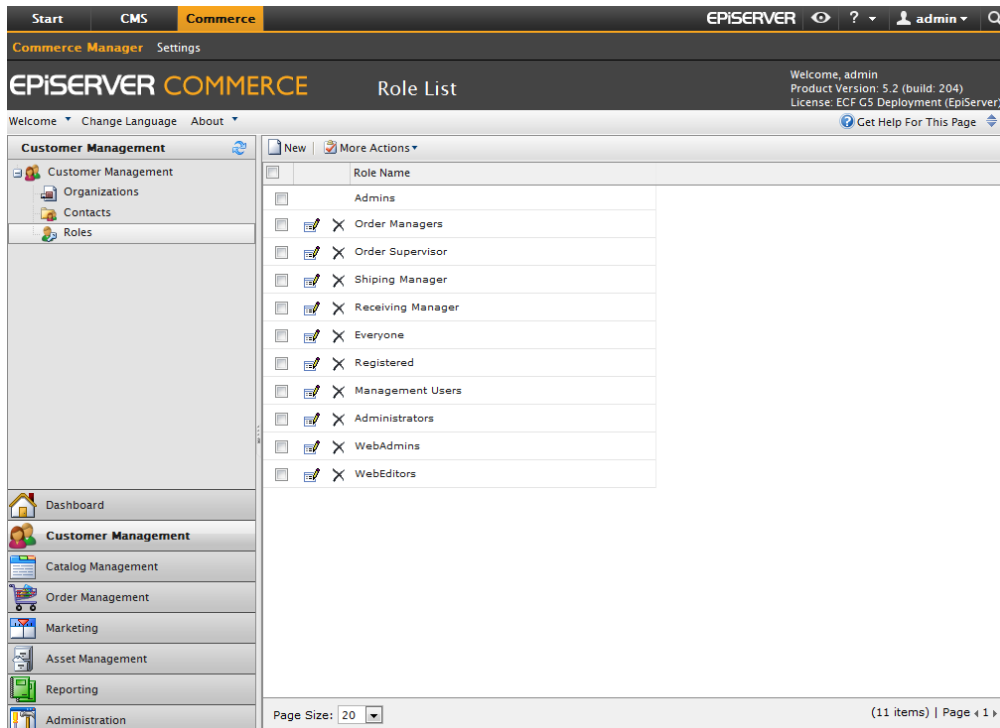 Start CMS Commerce EPiSERVER ? admin
Commerce Manager Settings
EPiSERVER COMMERCE Role List
Welcome, admin
Product Version: 5.2 (build: 204)
License: ECF G5 Deployment (EpiServer)
Welcome Change Language About Get Help For This Page
Customer Management
New More Actions
Customer Management
Organizations
Contacts
Roles
Role Name
Admins
Order Managers
Order Supervisor
Shiping Manager
Receiving Manager
Everyone
Registered
Management Users
Administrators
WebAdmins
WebEditors
Dashboard
Customer Management
Catalog Management
Order Management
Marketing
Asset Management
Reporting
Administration
Page Size: 20
(11 items) | Page 1